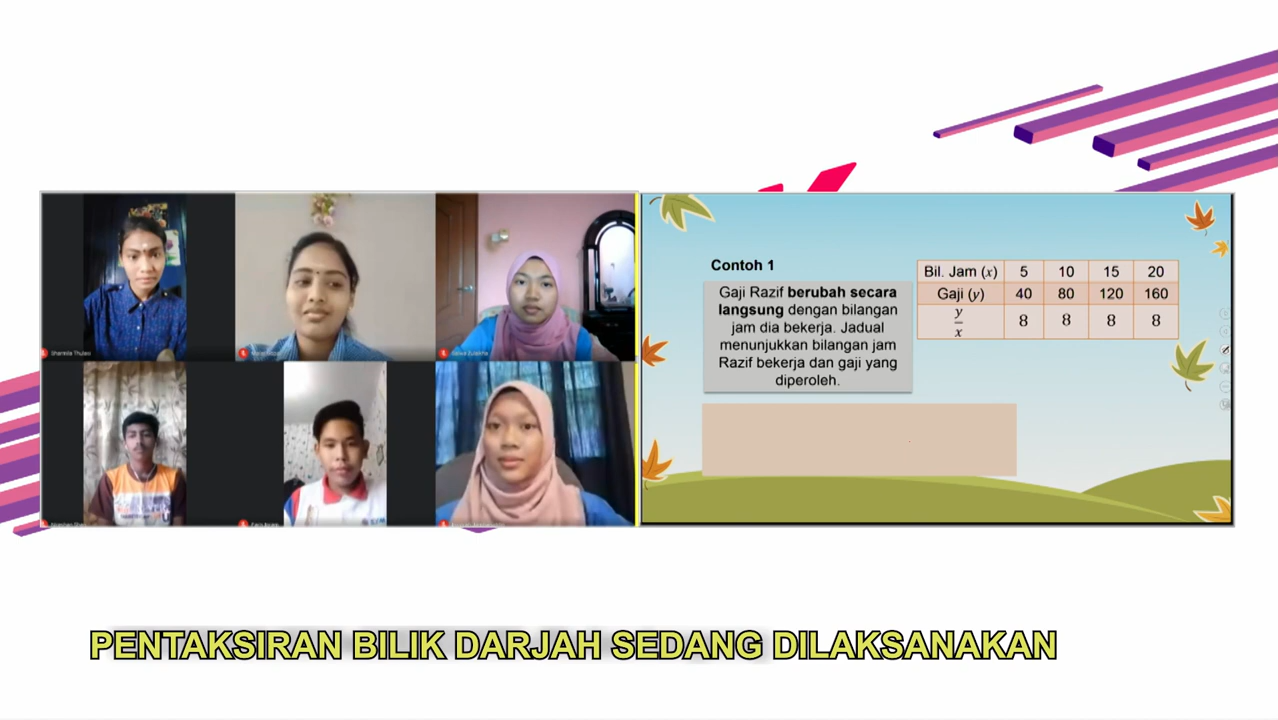 Sharmila Thulasi
Contoh 1
Gaji Razif berubah secara
langsung dengan bilangan
jam dia bekerja. Jadual
menunjukkan bilangan jam
Razif bekerja dan gaji yang
diperoleh.
Bil. Jam (x) 5 10 15 20
Gaji (y) 40 80 120 160
y/x 8 8 8 8
PENTAKSIRAN BILIK DARJAH SEDANG DILAKSANAKAN